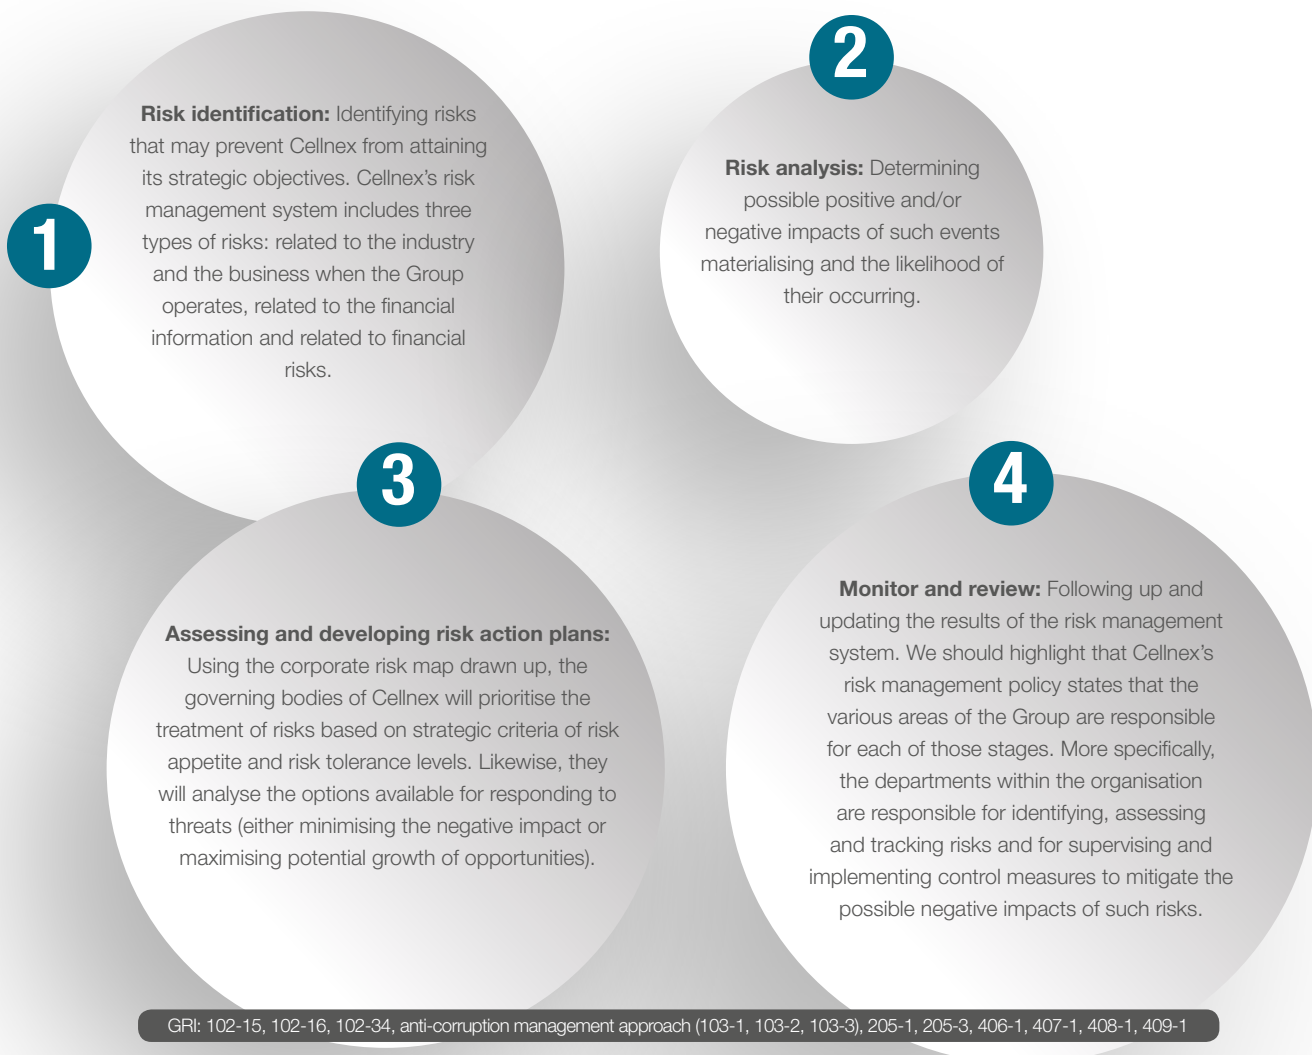 1
Risk identification: Identifying risks
that may prevent Cellnex from attaining
its strategic objectives. Cellnex’s risk
management system includes three
types of risks: related to the industry
and the business when the Group
operates, related to the financial
information and related to financial
risks.
2
Risk analysis: Determining
possible positive and/or
negative impacts of such events
materialising and the likelihood of
their occurring.
3
Assessing and developing risk action plans:
Using the corporate risk map drawn up, the
governing bodies of Cellnex will prioritise the
treatment of risks based on strategic criteria of risk
appetite and risk tolerance levels. Likewise, they
will analyse the options available for responding to
threats (either minimising the negative impact or
maximising potential growth of opportunities).
4
Monitor and review: Following up and
updating the results of the risk management
system. We should highlight that Cellnex’s
risk management policy states that the
various areas of the Group are responsible
for each of those stages. More specifically,
the departments within the organisation
are responsible for identifying, assessing
and tracking risks and for supervising and
implementing control measures to mitigate the
possible negative impacts of such risks.
GRI: 102-15, 102-16, 102-34, anti-corruption management approach (103-1, 103-2, 103-3), 205-1, 205-3, 406-1, 407-1, 408-1, 409-1